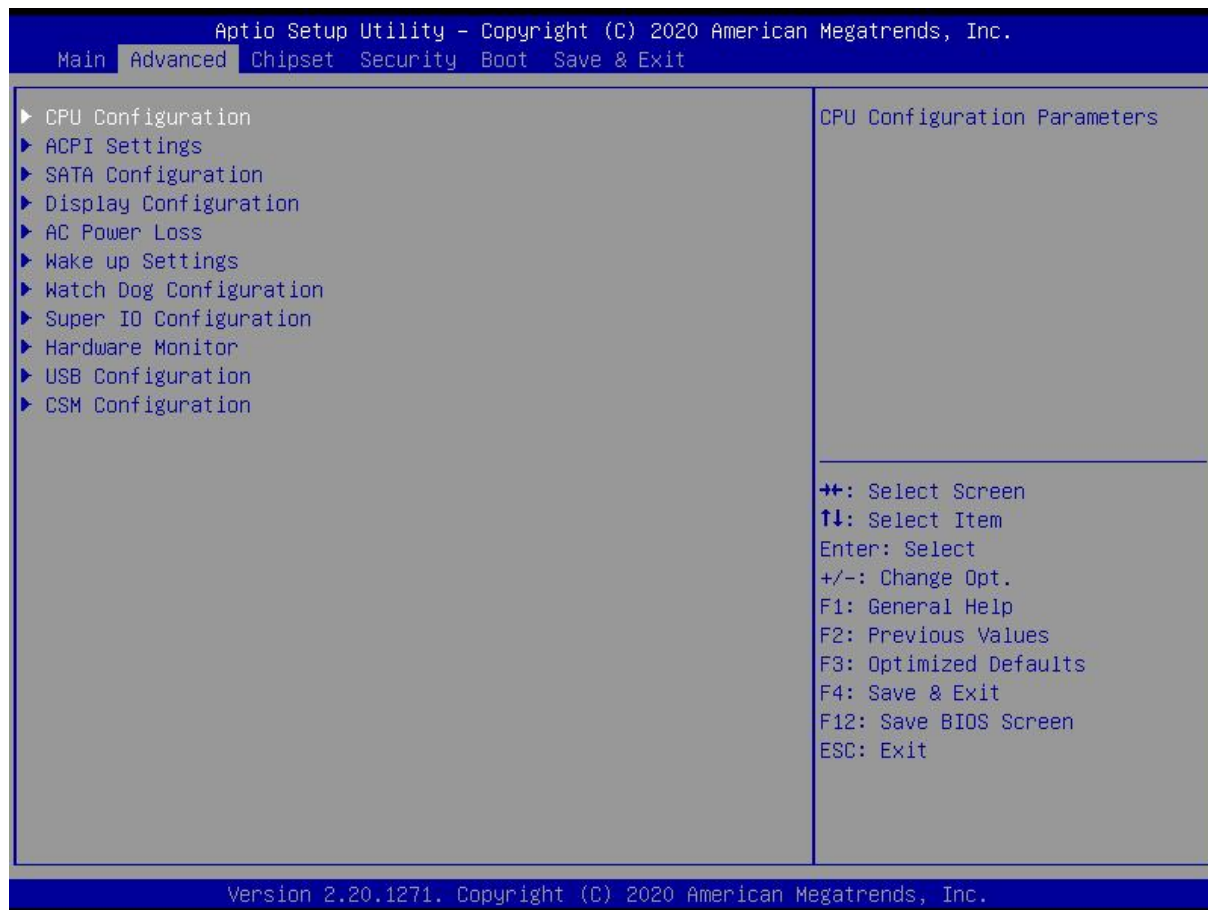 Aptio Setup Utility – Copyright (C) 2020 American Megatrends, Inc.
Main Advanced Chipset Security Boot Save & Exit
▶ CPU Configuration
▶ ACPI Settings
▶ SATA Configuration
▶ Display Configuration
▶ AC Power Loss
▶ Wake up Settings
▶ Watch Dog Configuration
▶ Super IO Configuration
▶ Hardware Monitor
▶ USB Configuration
▶ CSM Configuration
CPU Configuration Parameters
→←: Select Screen
↑↓: Select Item
Enter: Select
+/-: Change Opt.
F1: General Help
F2: Previous Values
F3: Optimized Defaults
F4: Save & Exit
F12: Save BIOS Screen
ESC: Exit
Version 2.20.1271. Copyright (C) 2020 American Megatrends, Inc.